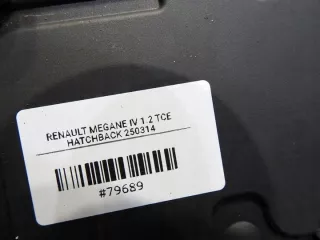 RENAULT MEGANE IV 1.2 TCE
HATCHBACK 250314
#79689